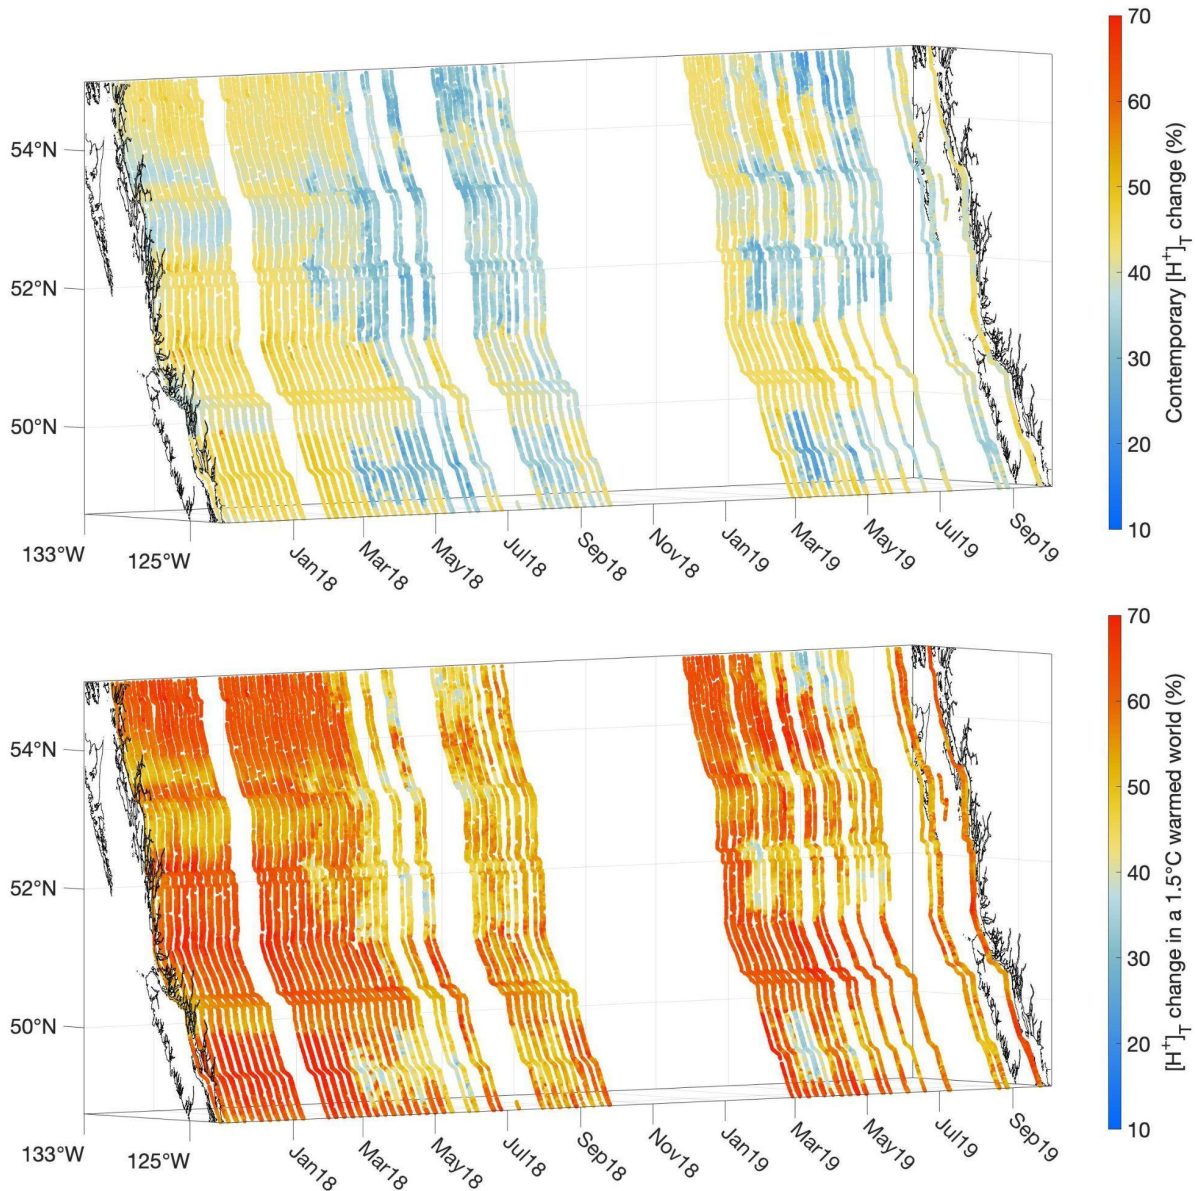 70
60
50
40
30
20
10
Contemporary [H⁺]_T change (%)
54°N
52°N
50°N
133°W
125°W
Jan18
Mar18
May18
Jul18
Sep18
Nov18
Jan19
Mar19
May19
Jul19
Sep19
70
60
50
40
30
20
10
[H⁺]_T change in a 1.5°C warmed world (%)
54°N
52°N
50°N
133°W
125°W
Jan18
Mar18
May18
Jul18
Sep18
Nov18
Jan19
Mar19
May19
Jul19
Sep19